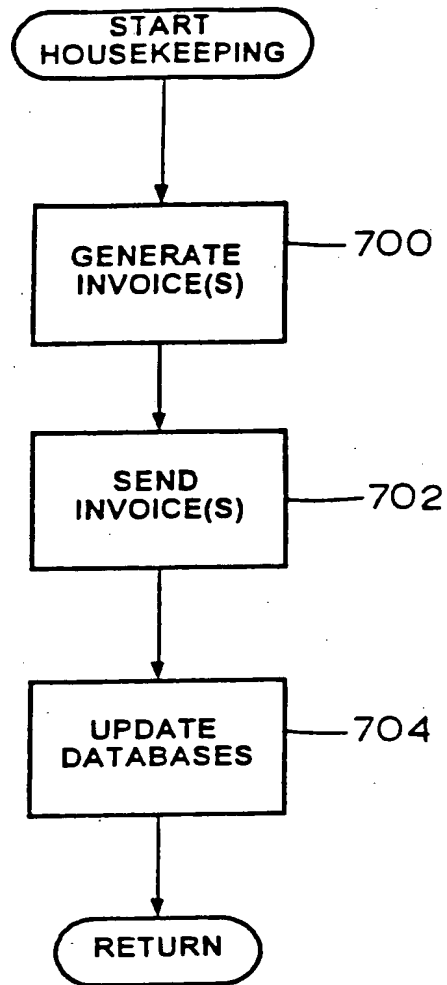 START
HOUSEKEEPING
GENERATE
INVOICE(S)
700
SEND
INVOICE(S)
702
UPDATE
DATABASES
704
RETURN